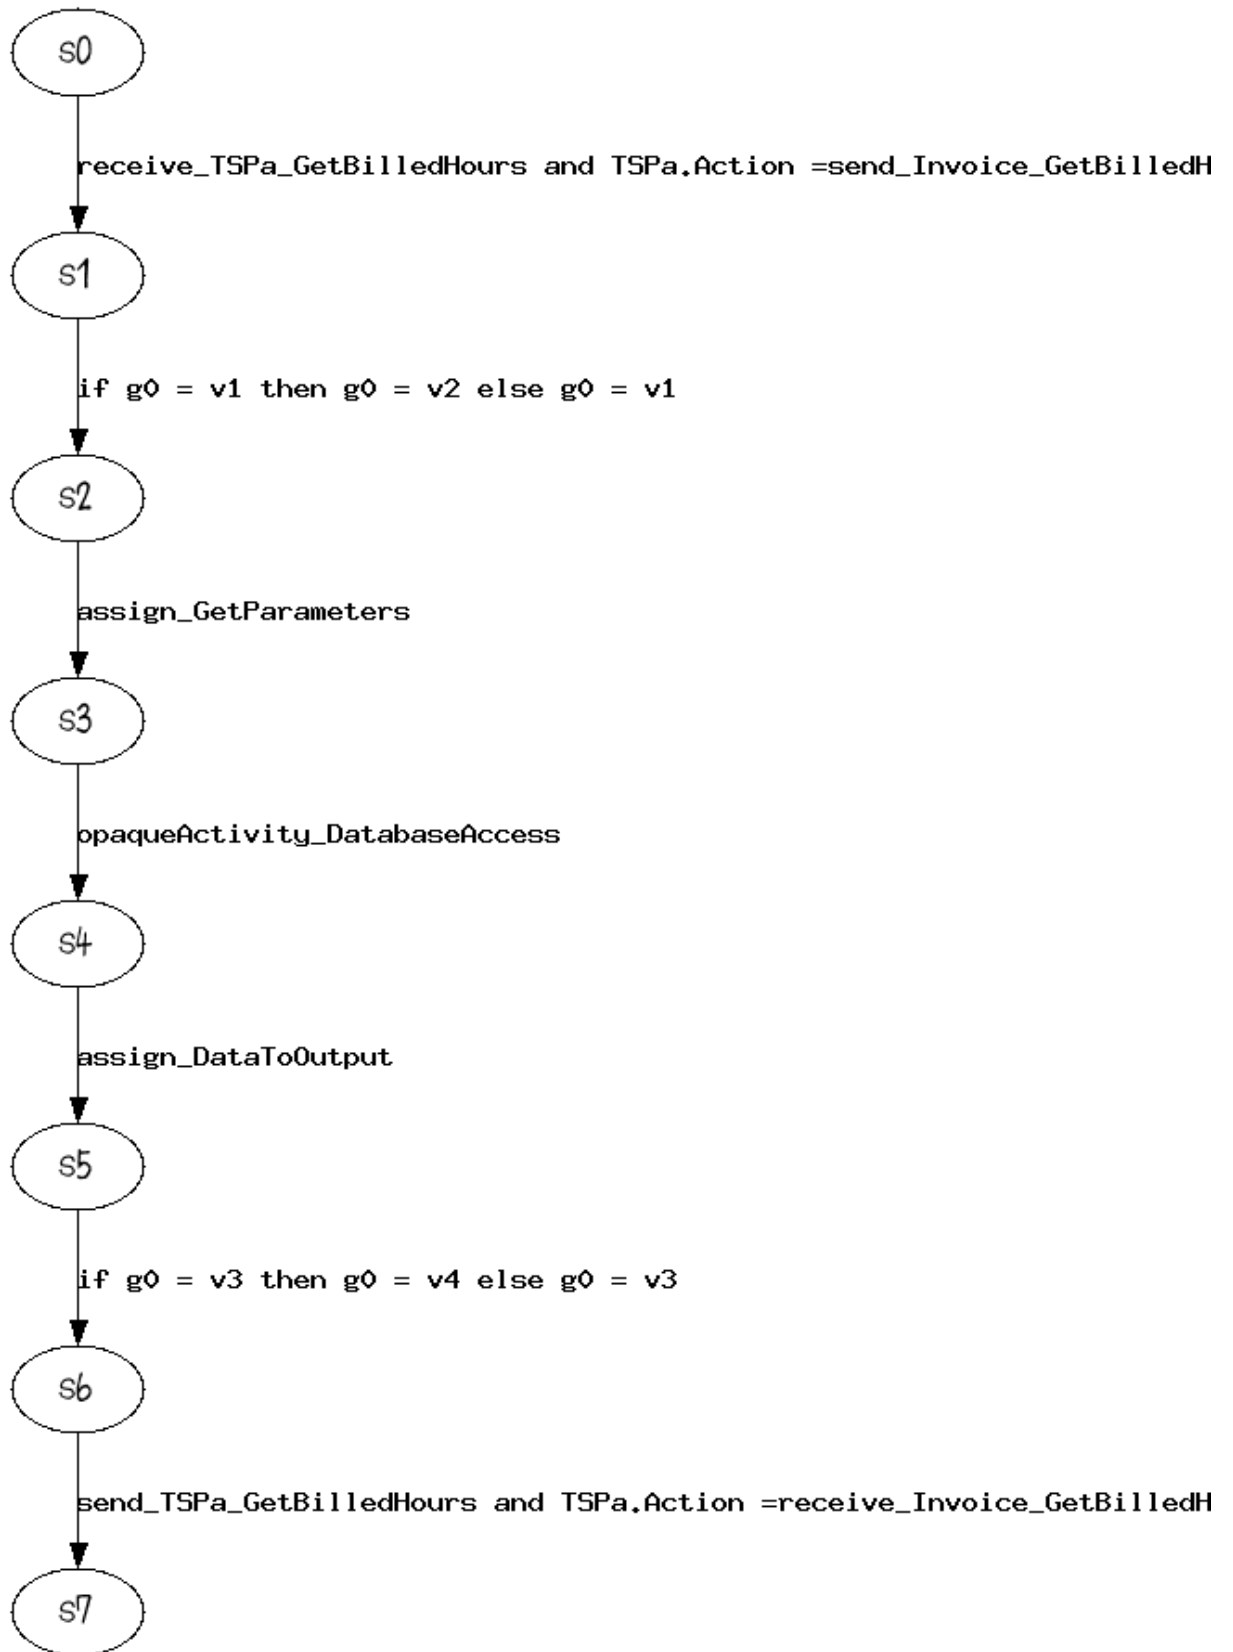 s0
receive_TSPa_GetBilledHours and TSPa.Action =send_Invoice_GetBilledH
s1
if g0 = v1 then g0 = v2 else g0 = v1
s2
assign_GetParameters
s3
opaqueActivity_DatabaseAccess
s4
assign_DataToOutput
s5
if g0 = v3 then g0 = v4 else g0 = v3
s6
send_TSPa_GetBilledHours and TSPa.Action =receive_Invoice_GetBilledH
s7